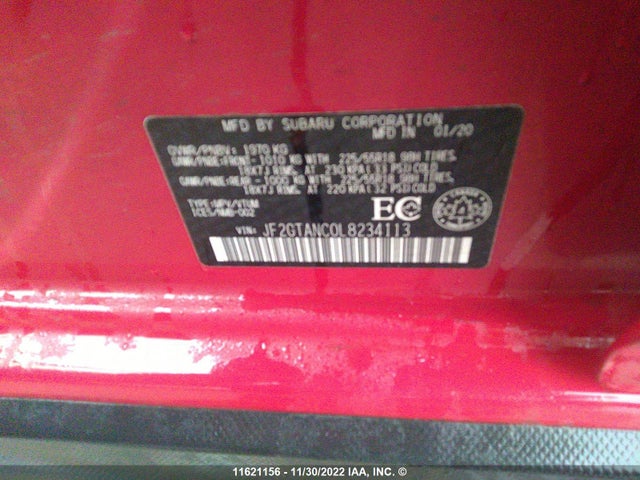 MFD BY SUBARU CORPORATION
MFD IN 01/20
GVWR/PNBV: 1970 KG
GAWR/PNBE:FRONT-1010 KG WITH 225/55R18 98H TIRES,
18X7J RIMS, AT 230 KPA( PSI)COLD
GAWR/PNBE:REAR-1000 KG WITH 225/55R18 98H TIRES,
18X7J RIMS, AT 220 KPA( PSI)COLD
TYPE:MPV/VTUM
ICES/NMB-002
EC
VIN: JF2GTANC0L8234113
11621156 - 11/30/2022 IAA, INC. ©